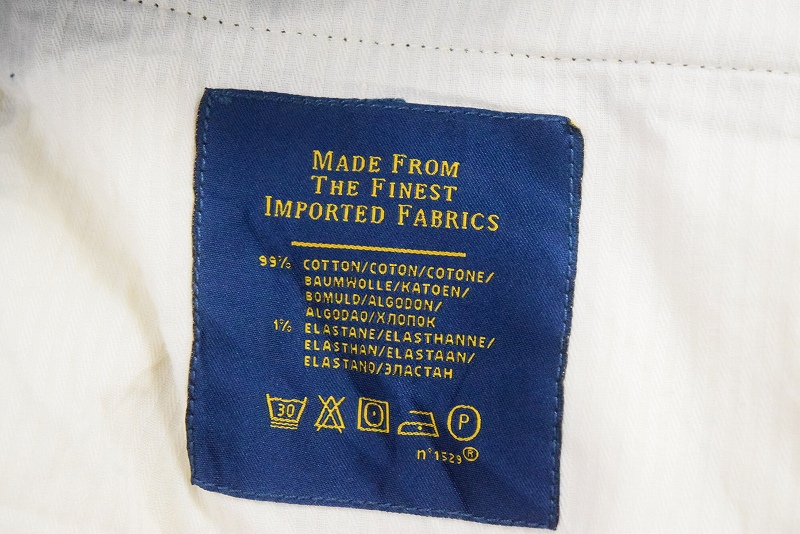 MADE FROM
THE FINEST
IMPORTED FABRICS
99% COTTON/COTON/COTONE/
BAUMWOLLE/KATOEN/
BOMULD/ALGODON/
ALGODAO/ХЛОПОК
1% ELASTANE/ELASTHANNE/
ELASTHAN/ELASTAAN/
ELASTANO/ЭЛАСТАН
30 P
n°1529®